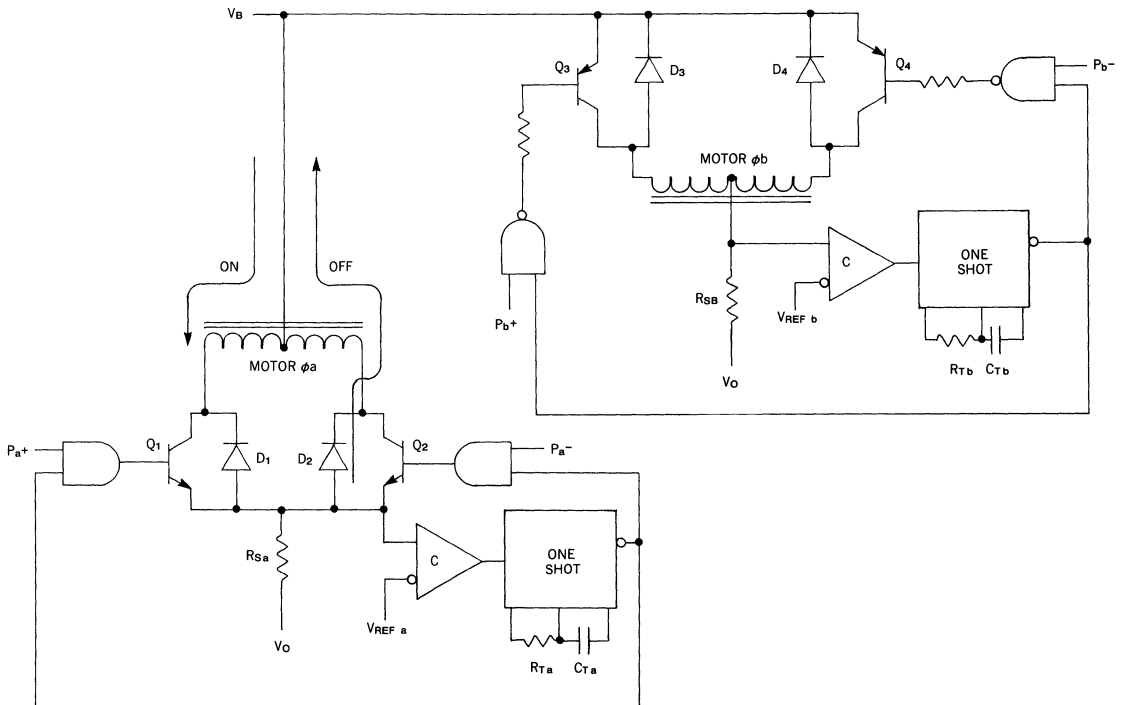 VB
Q3
D3
D4
Q4
Pb-
MOTOR φb
ON
OFF
C
ONE
SHOT
RSB
VREF b
Pb+
RTb
CTb
VO
MOTOR φa
Pa+
Q1
D1
D2
Q2
Pa-
RSa
C
ONE
SHOT
VREF a
VO
RTa
CTa